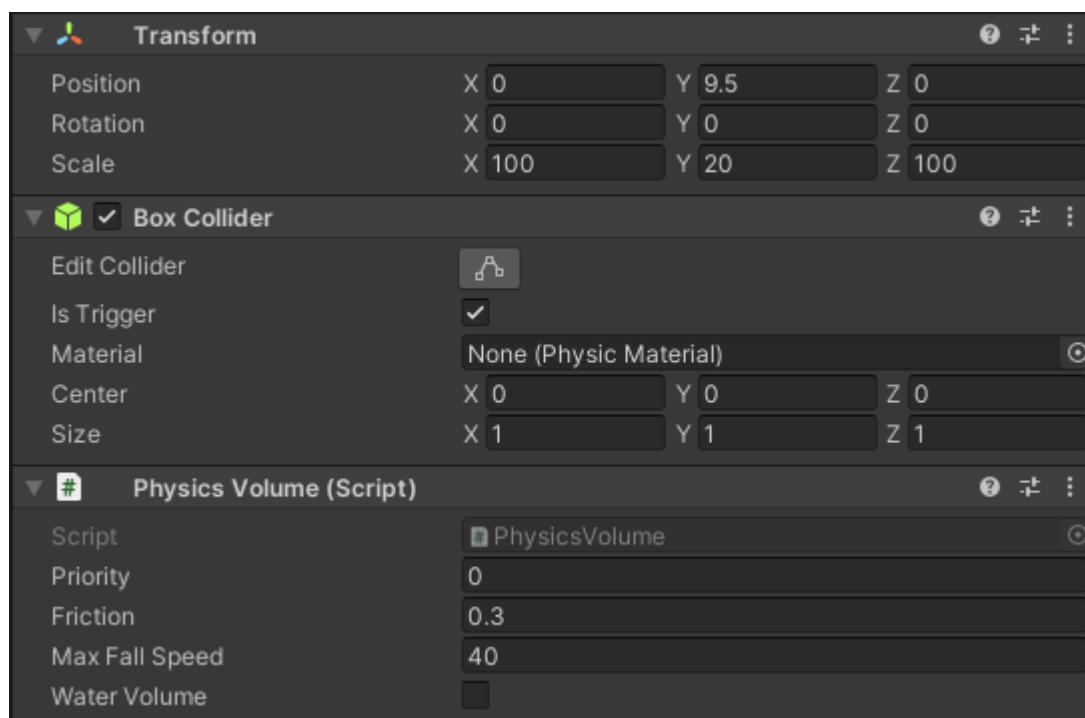 Transform
Position X 0 Y 9.5 Z 0
Rotation X 0 Y 0 Z 0
Scale X 100 Y 20 Z 100
Box Collider
Edit Collider
Is Trigger
Material None (Physic Material)
Center X 0 Y 0 Z 0
Size X 1 Y 1 Z 1
# Physics Volume (Script)
Script PhysicsVolume
Priority 0
Friction 0.3
Max Fall Speed 40
Water Volume